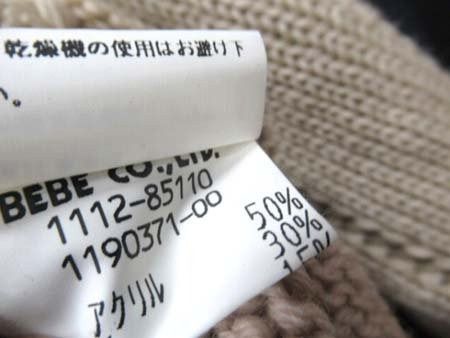 乾燥機の使用はお避け下
い。
BEBE CO.,LTD.
1112-85110
1190371-00
50%
30%
15%
アクリル